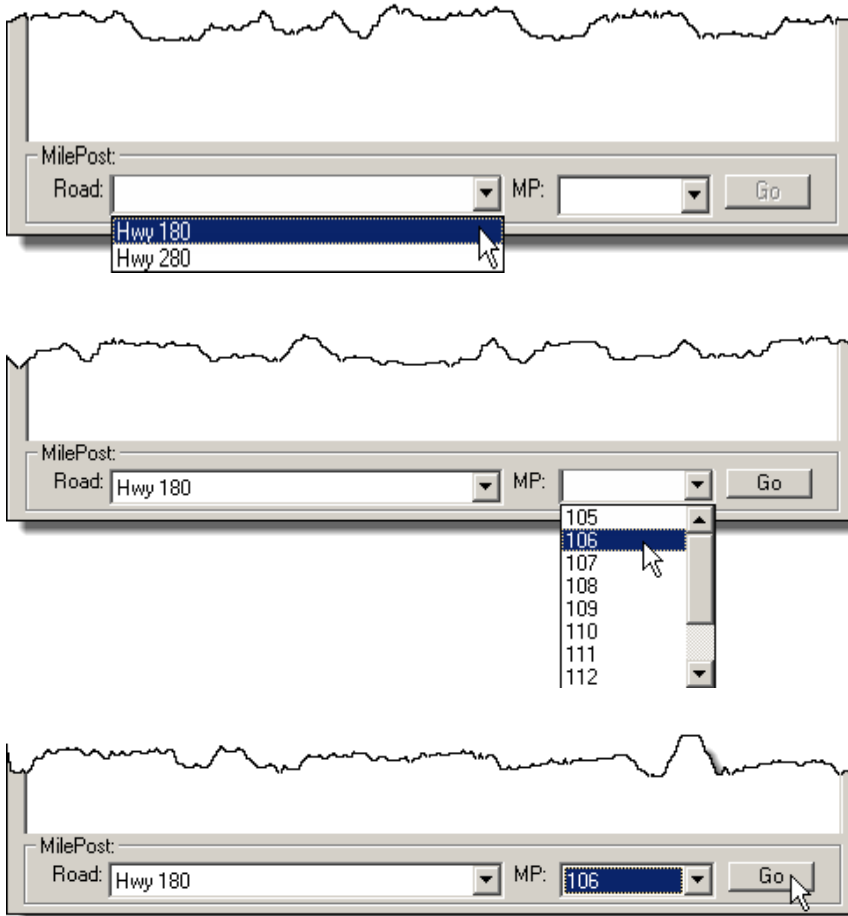 MilePost:
Road: MP: Go
Hwy 180
Hwy 280
MilePost:
Road: Hwy 180 MP: Go
105
106
107
108
109
110
111
112
MilePost:
Road: Hwy 180 MP: 106 Go